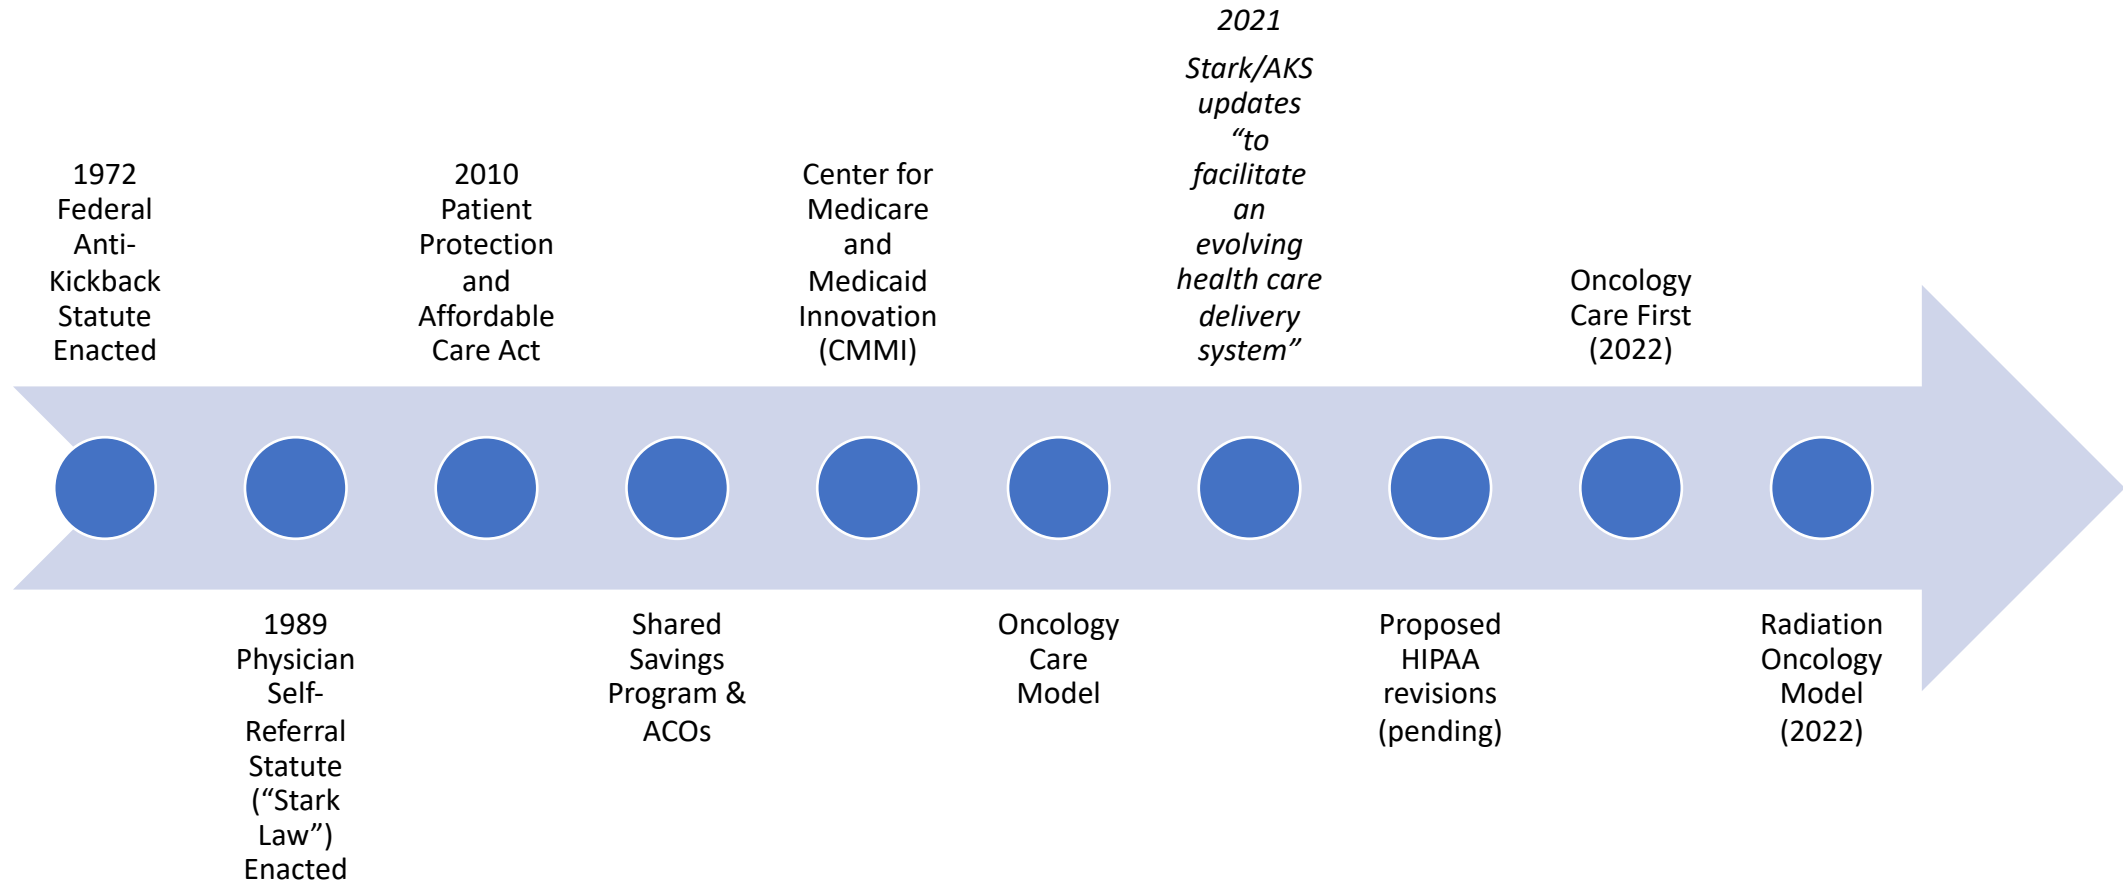 1972
Federal
Anti-
Kickback
Statute
Enacted
1989
Physician
Self-
Referral
Statute
(“Stark
Law”)
Enacted
2010
Patient
Protection
and
Affordable
Care Act
Shared
Savings
Program &
ACOs
Center for
Medicare
and
Medicaid
Innovation
(CMMI)
Oncology
Care
Model
2021
Stark/AKS
updates
“to
facilitate
an
evolving
health care
delivery
system”
Proposed
HIPAA
revisions
(pending)
Oncology
Care First
(2022)
Radiation
Oncology
Model
(2022)